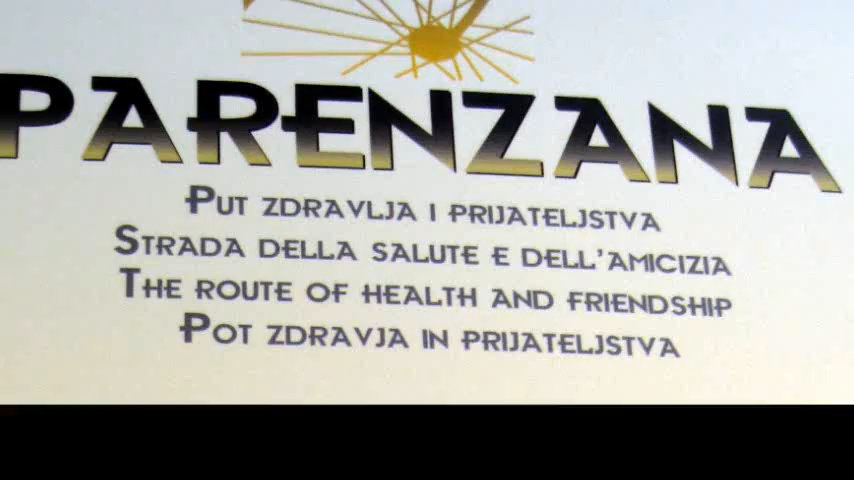 PARENZANA
PUT ZDRAVLJA I PRIJATELJSTVA
STRADA DELLA SALUTE E DELL'AMICIZIA
THE ROUTE OF HEALTH AND FRIENDSHIP
POT ZDRAVJA IN PRIJATELJSTVA